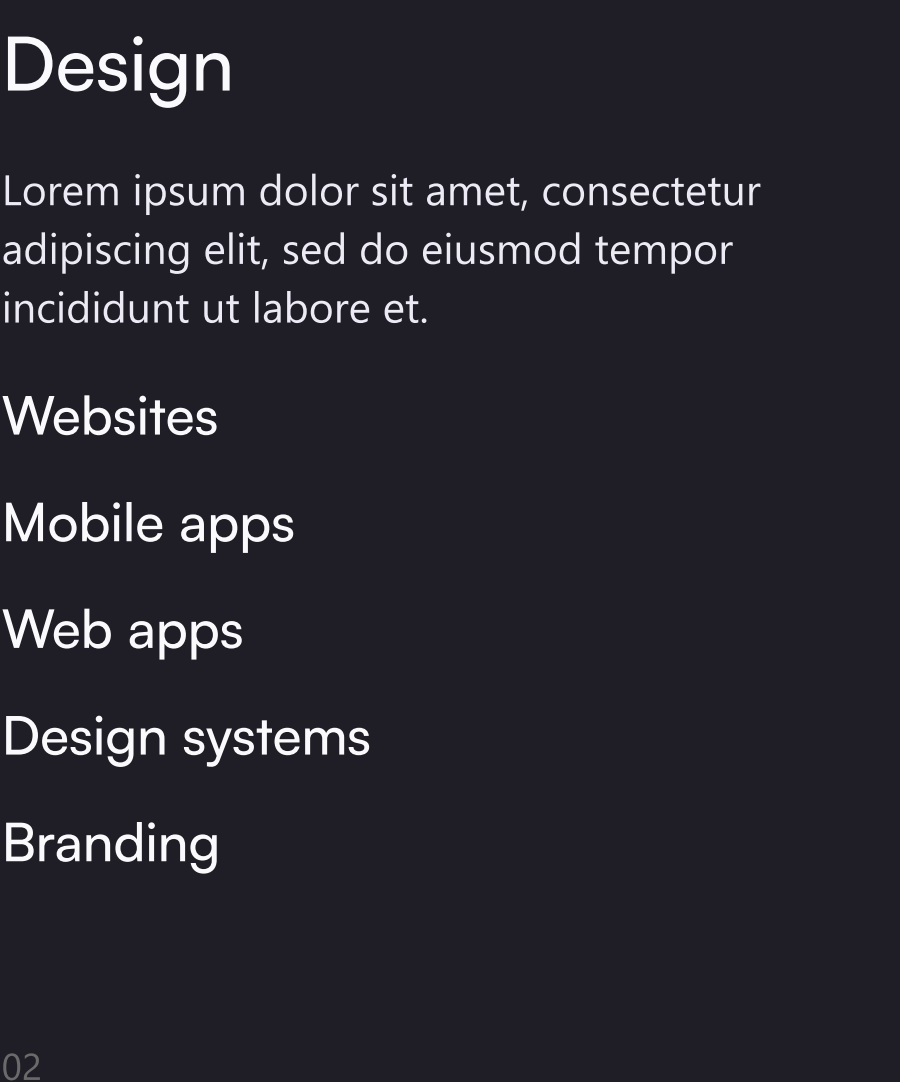 Design
Lorem ipsum dolor sit amet, consectetur
adipiscing elit, sed do eiusmod tempor
incididunt ut labore et.
Websites
Mobile apps
Web apps
Design systems
Branding
02